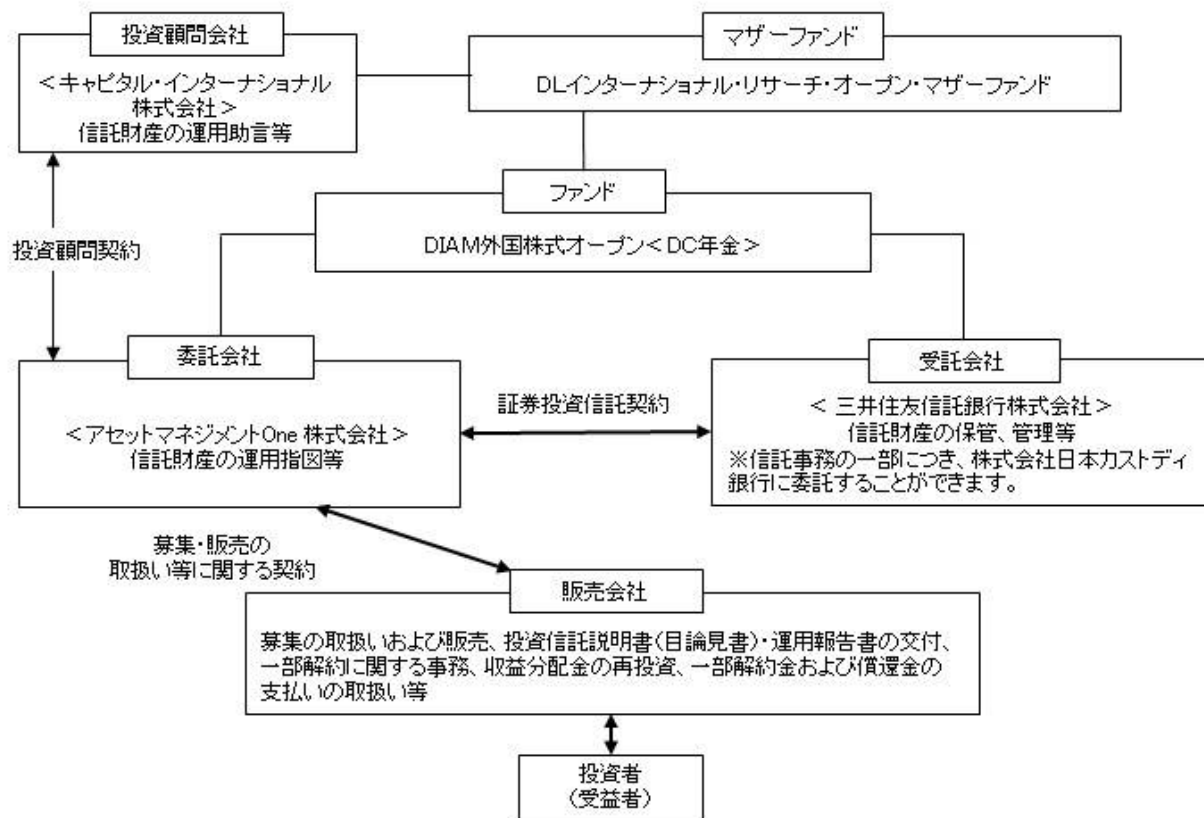 投資顧問会社
<キャピタル・インターナショナル
株式会社>
信託財産の運用助言等
マザーファンド
DLインターナショナル・リサーチ・オープン・マザーファンド
ファンド
DIAM外国株式オープン<DC年金>
投資顧問契約
委託会社
<アセットマネジメントOne 株式会社>
信託財産の運用指図等
証券投資信託契約
受託会社
< 三井住友信託銀行株式会社>
信託財産の保管、管理等
※信託事務の一部につき、株式会社日本カストディ
銀行に委託することができます。
募集・販売の
取扱い等に関する契約
販売会社
募集の取扱いおよび販売、投資信託説明書(目論見書)・運用報告書の交付、
一部解約に関する事務、収益分配金の再投資、一部解約金および償還金の
支払いの取扱い等
投資者
(受益者)